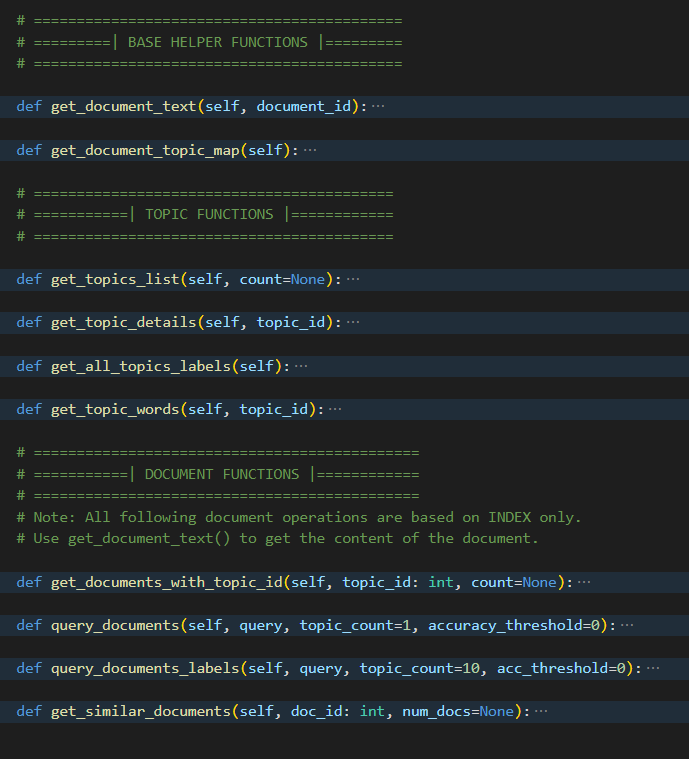 # ===========================================
# =========| BASE HELPER FUNCTIONS |=========
# ===========================================
def get_document_text(self, document_id):···
def get_document_topic_map(self):···
# ==========================================
# ===========| TOPIC FUNCTIONS |============
# ==========================================
def get_topics_list(self, count=None):···
def get_topic_details(self, topic_id):···
def get_all_topics_labels(self):···
def get_topic_words(self, topic_id):···
# =============================================
# ===========| DOCUMENT FUNCTIONS |============
# =============================================
# Note: All following document operations are based on INDEX only.
# Use get_document_text() to get the content of the document.
def get_documents_with_topic_id(self, topic_id: int, count=None):···
def query_documents(self, query, topic_count=1, accuracy_threshold=0):···
def query_documents_labels(self, query, topic_count=10, acc_threshold=0):···
def get_similar_documents(self, doc_id: int, num_docs=None):···